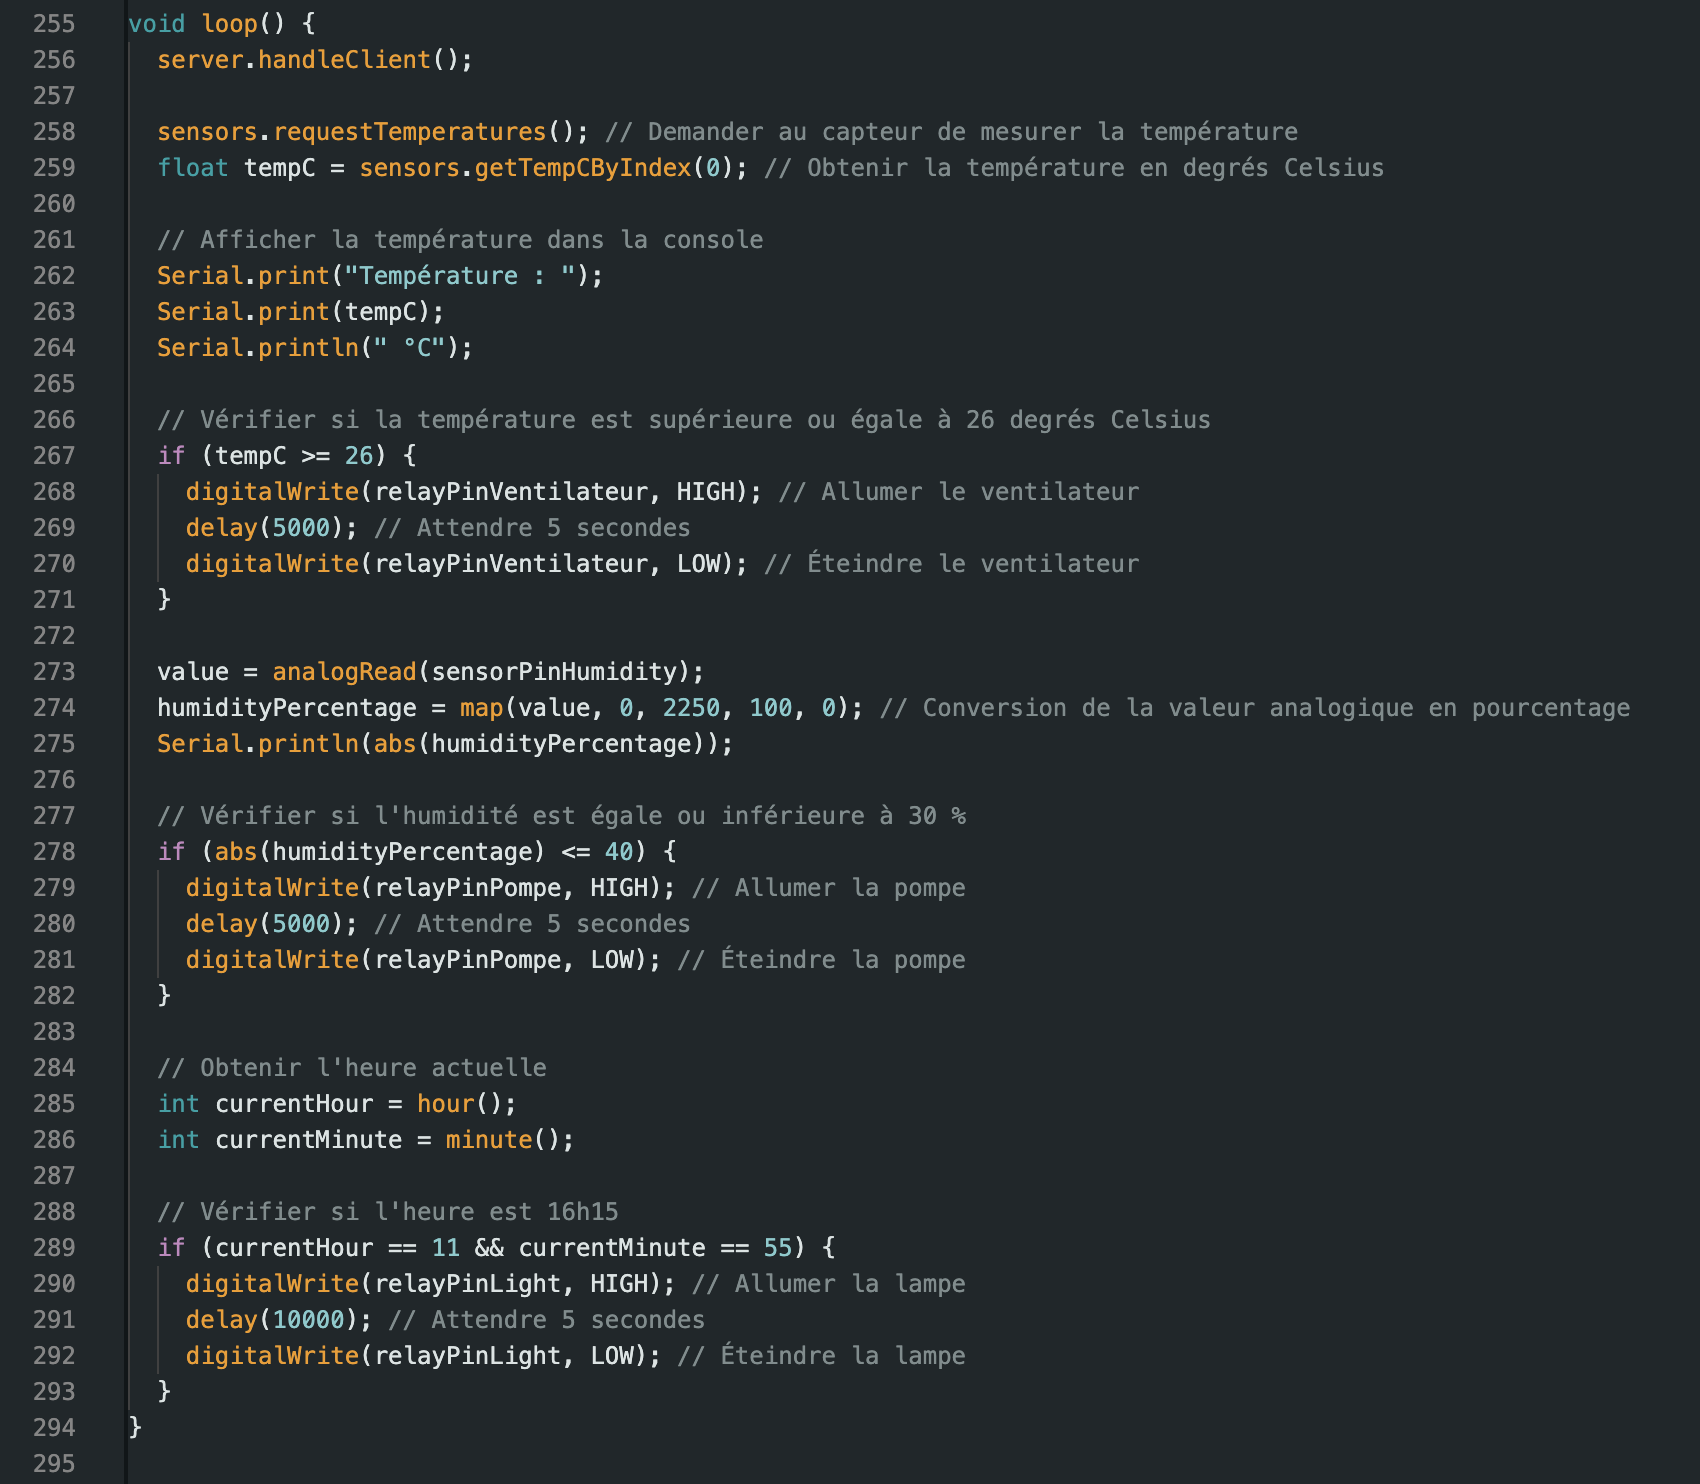 255 void loop() {
256   server.handleClient();
257
258   sensors.requestTemperatures(); // Demander au capteur de mesurer la température
259   float tempC = sensors.getTempCByIndex(0); // Obtenir la température en degrés Celsius
260
261   // Afficher la température dans la console
262   Serial.print("Température : ");
263   Serial.print(tempC);
264   Serial.println(" °C");
265
266   // Vérifier si la température est supérieure ou égale à 26 degrés Celsius
267   if (tempC >= 26) {
268     digitalWrite(relayPinVentilateur, HIGH); // Allumer le ventilateur
269     delay(5000); // Attendre 5 secondes
270     digitalWrite(relayPinVentilateur, LOW); // Éteindre le ventilateur
271   }
272
273   value = analogRead(sensorPinHumidity);
274   humidityPercentage = map(value, 0, 2250, 100, 0); // Conversion de la valeur analogique en pourcentage
275   Serial.println(abs(humidityPercentage));
276
277   // Vérifier si l'humidité est égale ou inférieure à 30 %
278   if (abs(humidityPercentage) <= 40) {
279     digitalWrite(relayPinPompe, HIGH); // Allumer la pompe
280     delay(5000); // Attendre 5 secondes
281     digitalWrite(relayPinPompe, LOW); // Éteindre la pompe
282   }
283
284   // Obtenir l'heure actuelle
285   int currentHour = hour();
286   int currentMinute = minute();
287
288   // Vérifier si l'heure est 16h15
289   if (currentHour == 11 && currentMinute == 55) {
290     digitalWrite(relayPinLight, HIGH); // Allumer la lampe
291     delay(10000); // Attendre 5 secondes
292     digitalWrite(relayPinLight, LOW); // Éteindre la lampe
293   }
294 }
295